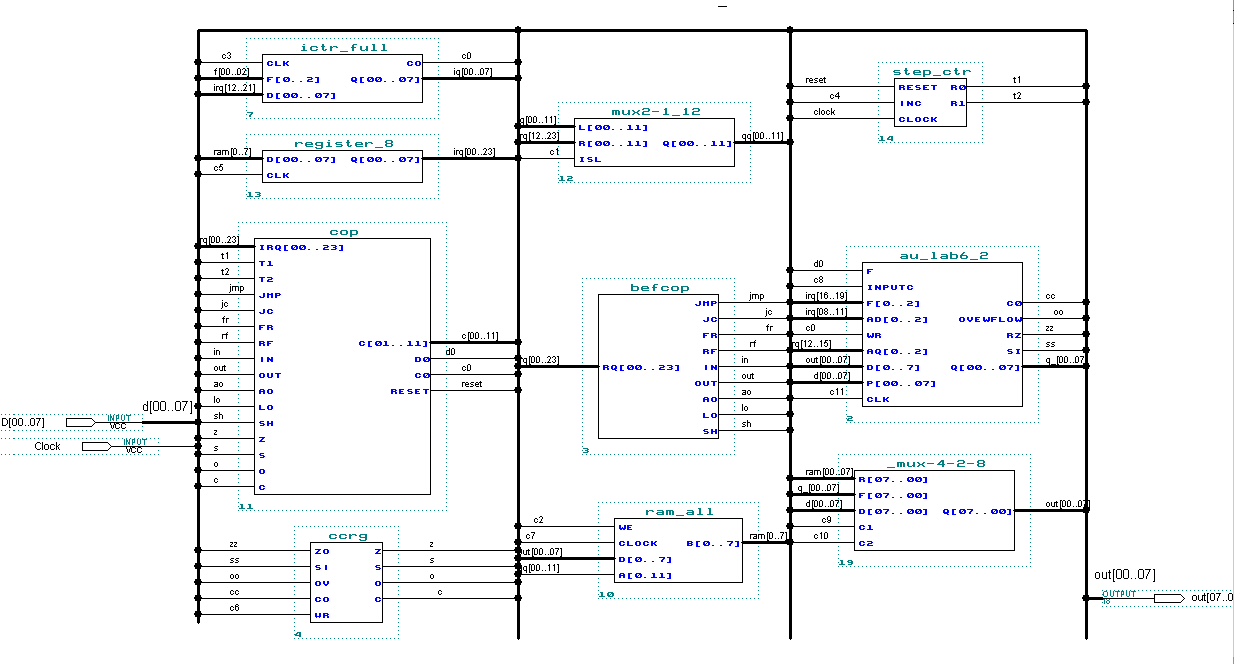 ictr_full
c3 CLK C0 c0
f[00..02] F[0..2] Q[00..07] iq[00..07]
irq[12..21] D[00..07]
7
register_8
ram[0..7] D[00..07] Q[00..07] irq[00..23]
c5 CLK
13
cop
rq[00..23] IRQ[00..23]
t1 T1
t2 T2
jmp JMP
jc JC
fr FR
rf RF C[01..11] c[00..11]
in IN D0 d0
out OUT C0 c0
ao AO RESET reset
lo LO
sh SH
z Z
s S
o O
c C
11
d[00..07]
D[00..07] INPUT VCC
Clock INPUT VCC
ccrg
zz ZO Z z
ss SI S s
oo OV O o
cc CO C c
c6 WR
4
mux2-1_12
q[00..11] L[00..11]
rq[12..23] R[00..11] Q[00..11] qq[00..11]
c1 ISL
12
befcop
JMP jmp
JC jc
FR fr
RF rf
rq[00..23] RQ[00..23] IN in
OUT out
AO ao
LO lo
SH sh
3
ram_all
c2 WE
c7 CLOCK B[0..7] ram[0..7]
ut[00..07] D[0..7]
q[00..11] A[0.11]
10
step_ctr
reset RESET R0 t1
c4 INC R1 t2
clock CLOCK
14
au_lab6_2
d0 F
c8 INPUTC
irq[16..19] F[0..2] C0 cc
irq[08..11] AD[0..2] OVEWFLOW oo
c0 WR RZ zz
rq[12..15] AQ[0..2] SI ss
out[00..07] D[0..7] Q[00..07] q_[00..07]
d[00..07] P[00..07]
c11 CLK
2
_mux-4-2-8
ram[00..07] R[07..00]
q_[00..07] F[07..00]
d[00..07] D[07..00] Q[07..00] out[00..07]
c9 C1
c10 C2
19
out[00..07]
OUTPUT out[07..0